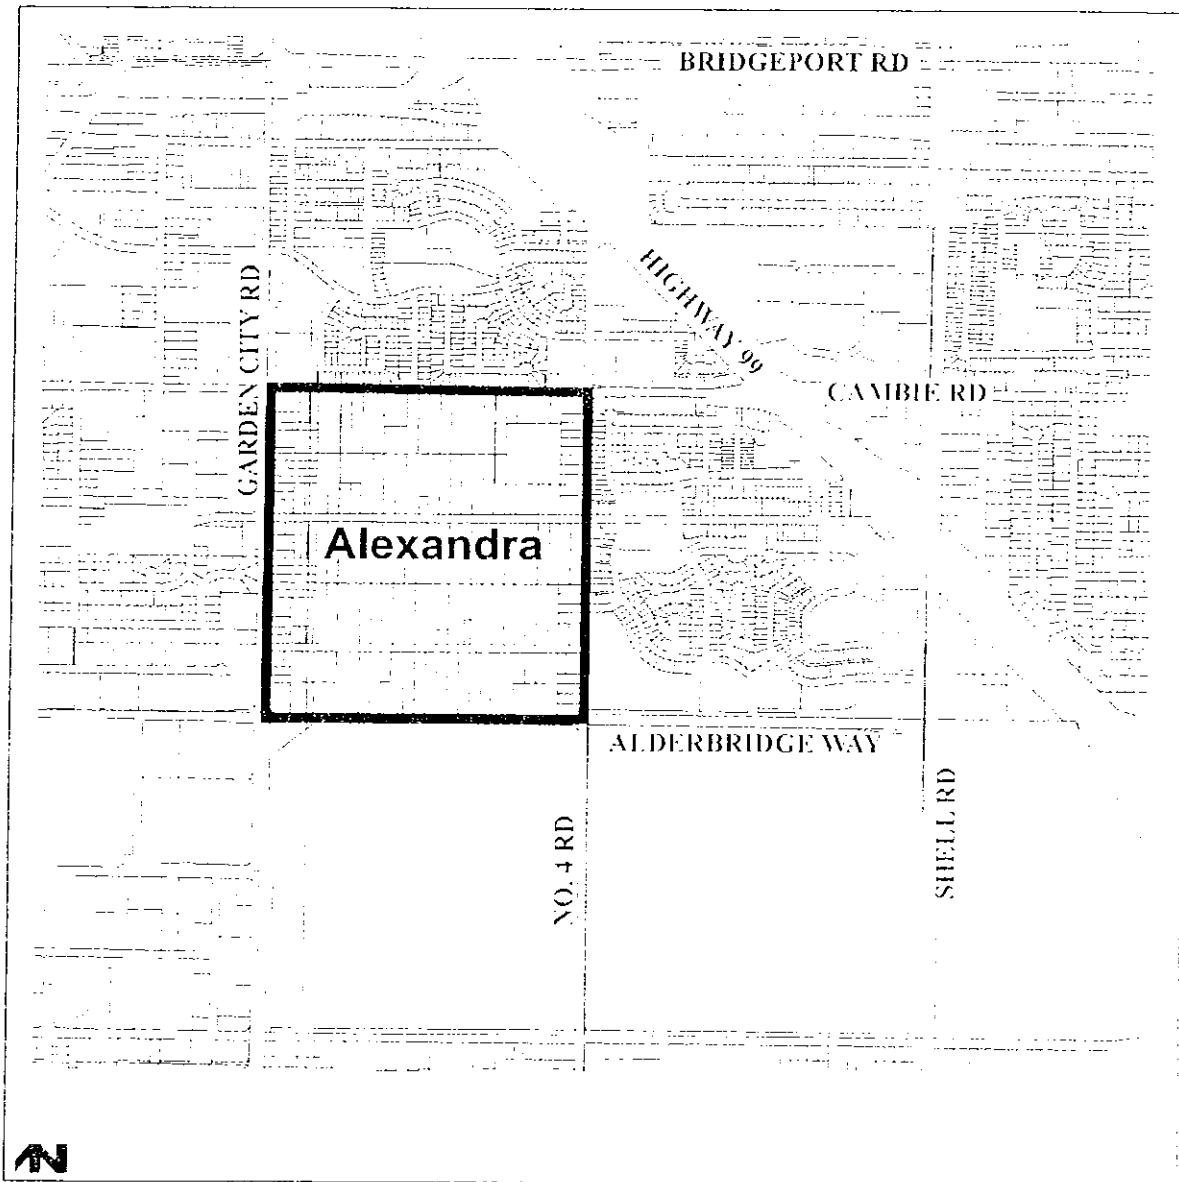 BRIDGEPORT RD
HIGHWAY 99
GARDEN CITY RD
CAMBIE RD
Alexandra
ALDERBRIDGE WAY
NO. 4 RD
SHELL RD
N